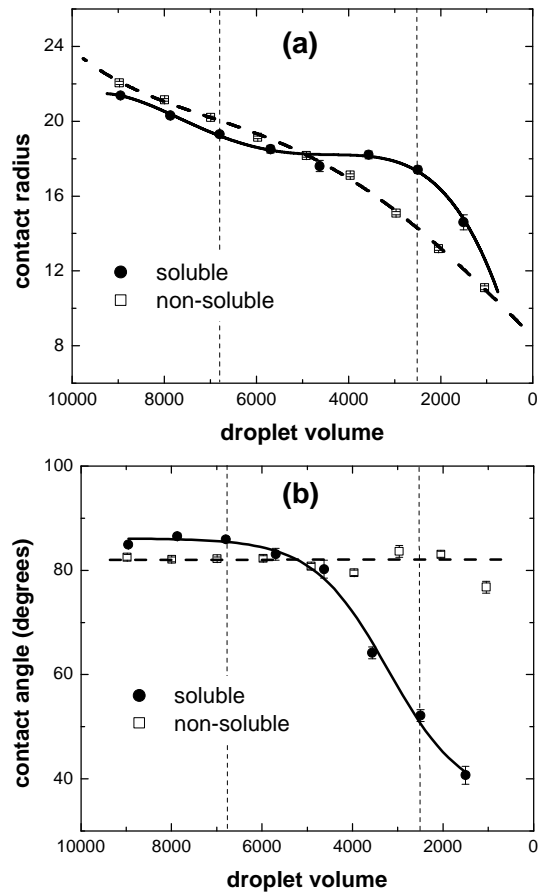 (a)
24
20
16
12
8
contact radius
soluble
non-soluble
10000 8000 6000 4000 2000 0
droplet volume
(b)
100
80
60
40
contact angle (degrees)
soluble
non-soluble
10000 8000 6000 4000 2000 0
droplet volume